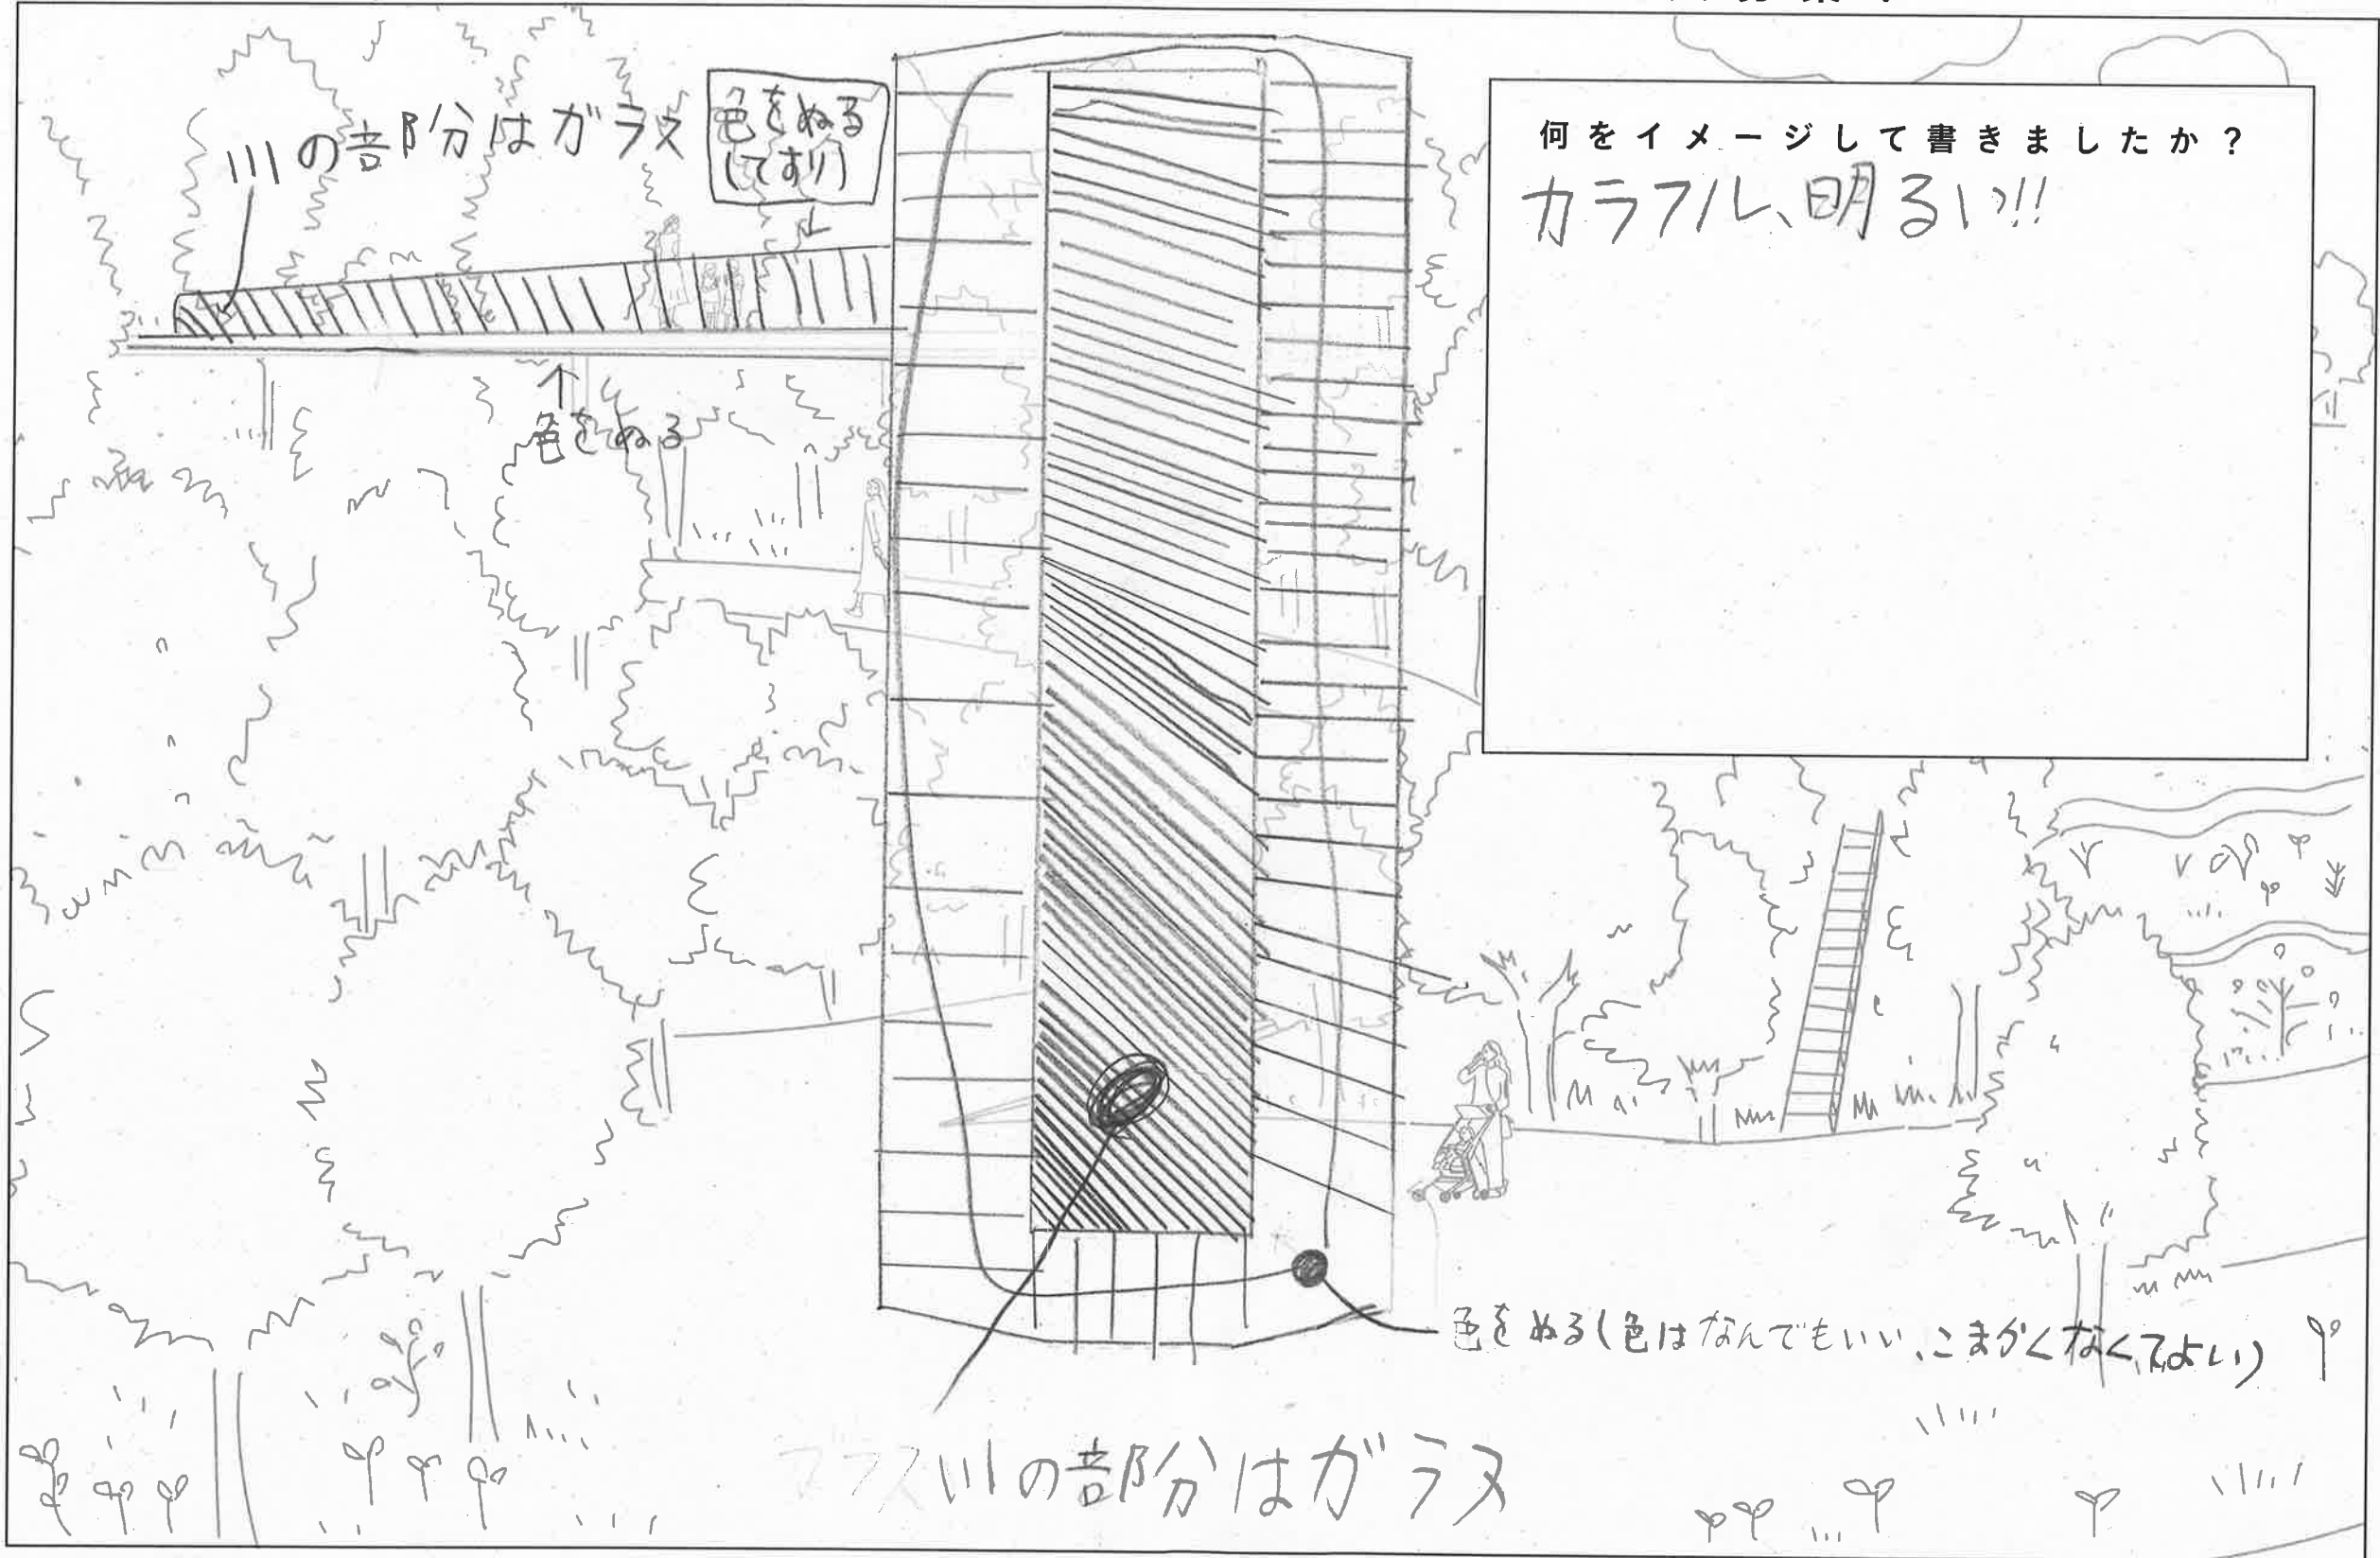 川の部分はガラス
色をぬる
(てすり)
何をイメージして書きましたか？
カラフル、明るい!!
色をぬる
色をぬる(色はなんでもいい、こまかくなくてよい)
川の部分はガラス